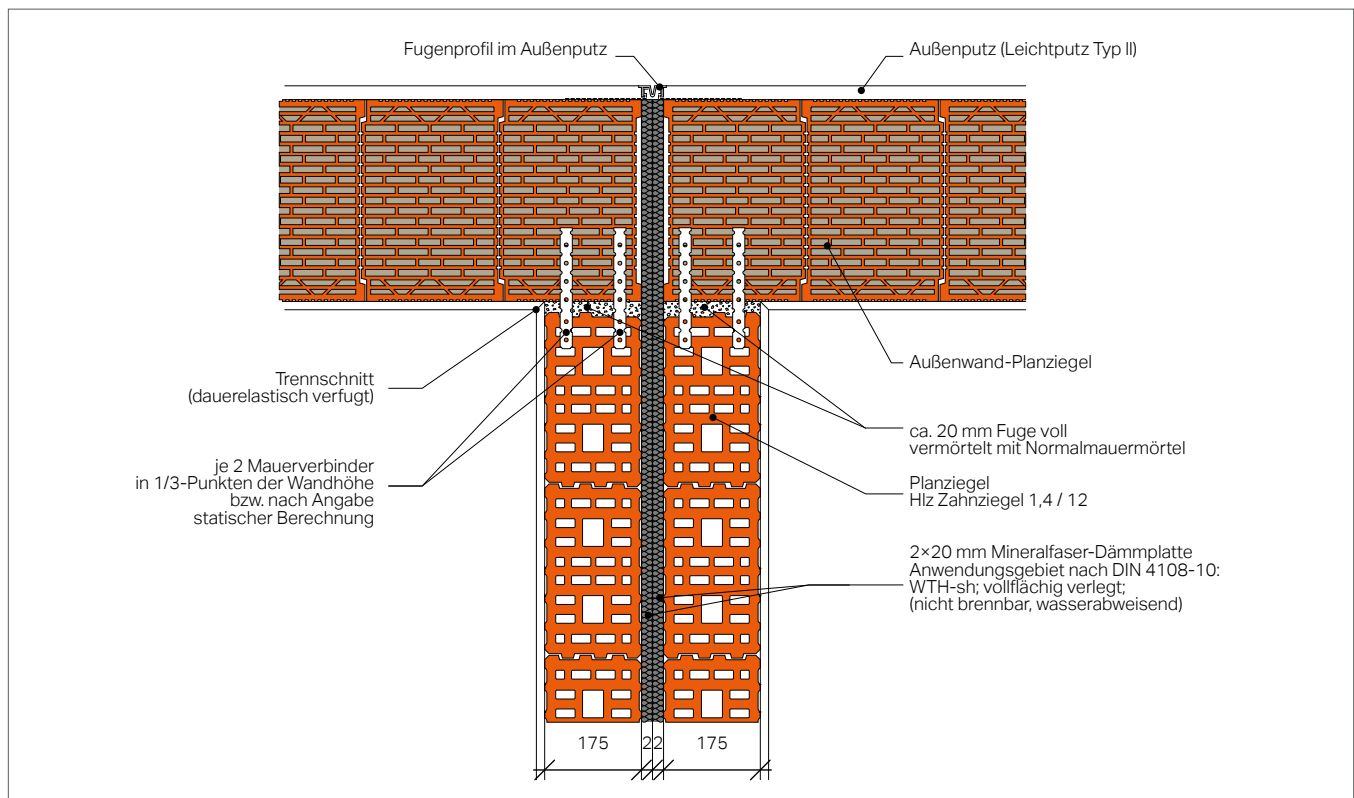 Fugenprofil im Außenputz
Außenputz (Leichtputz Typ II)
Trennschnitt
(dauerelastisch verfugt)
je 2 Mauerverbinder
in 1/3-Punkten der Wandhöhe
bzw. nach Angabe
statischer Berechnung
Außenwand-Planziegel
ca. 20 mm Fuge voll
vermörtelt mit Normalmauermörtel
Planziegel
Hlz Zahnziegel 1,4 / 12
2×20 mm Mineralfaser-Dämmplatte
Anwendungsgebiet nach DIN 4108-10:
WTH-sh; vollflächig verlegt;
(nicht brennbar, wasserabweisend)
175 2 2 175